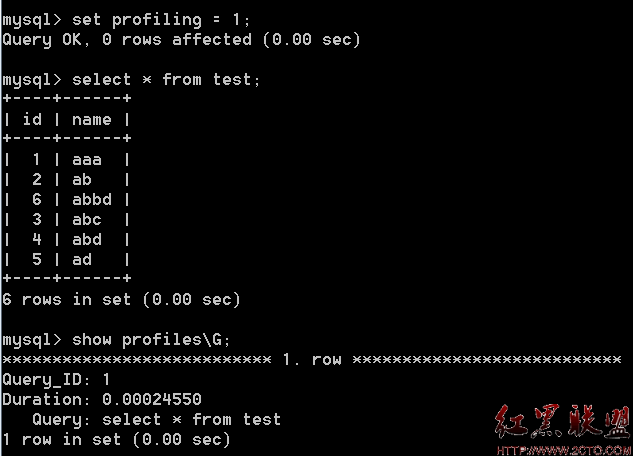 mysql> set profiling = 1;
Query OK, 0 rows affected (0.00 sec)
mysql> select * from test;
+----+------+
| id | name |
+----+------+
|  1 | aaa  |
|  2 | ab   |
|  6 | abbd |
|  3 | abc  |
|  4 | abd  |
|  5 | ad   |
+----+------+
6 rows in set (0.00 sec)
mysql> show profiles\G;
*************************** 1. row ***************************
Query_ID: 1
Duration: 0.00024550
   Query: select * from test
1 row in set (0.00 sec)
红黑联盟
HTTP://WWW.2CTO.COM